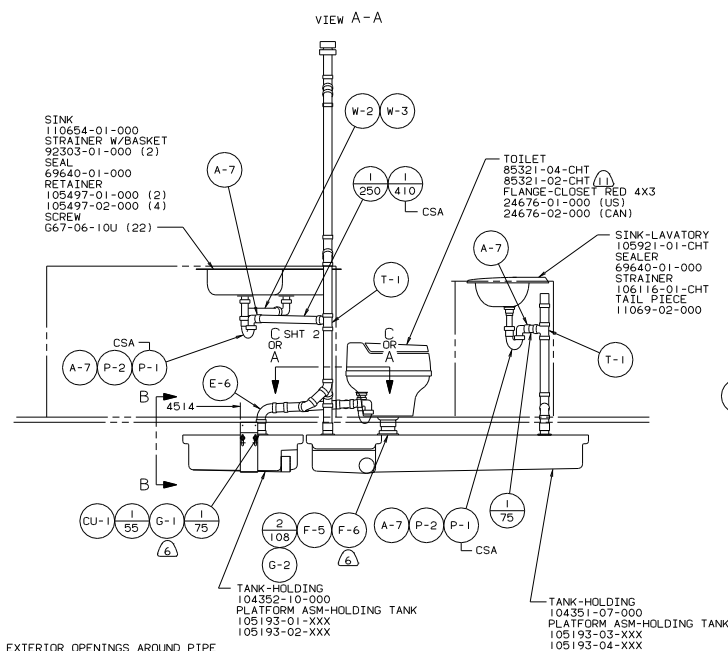 VIEW A-A
SINK
110654-01-000
STRAINER W/BASKET
92303-01-000 (2)
SEAL
69640-01-000
RETAINER
105497-01-000 (2)
105497-02-000 (4)
SCREW
G67-06-10U (22)
W-2 W-3
A-7
1
250
1
410
CSA
TOILET
85321-04-CHT
85321-02-CHT 11
FLANGE-CLOSET RED 4X3
24676-01-000 (US)
24676-02-000 (CAN)
SINK-LAVATORY
105921-01-CHT
SEALER
69640-01-000
STRAINER
106116-01-CHT
TAIL PIECE
11069-02-000
A-7
T-1
T-1
CSA
A-7 P-2 P-1
C SHT 2
OR
A
C
OR
A
E-6
B
4514
B
CU-1
1
55
G-1
1
75
6
2
108
F-5 F-6
6
G-2
A-7 P-2 P-1
CSA
1
75
TANK-HOLDING
104352-10-000
PLATFORM ASM-HOLDING TANK
105193-01-XXX
105193-02-XXX
TANK-HOLDING
104351-07-000
PLATFORM ASM-HOLDING TANK
105193-03-XXX
105193-04-XXX
EXTERIOR OPENINGS AROUND PIPE